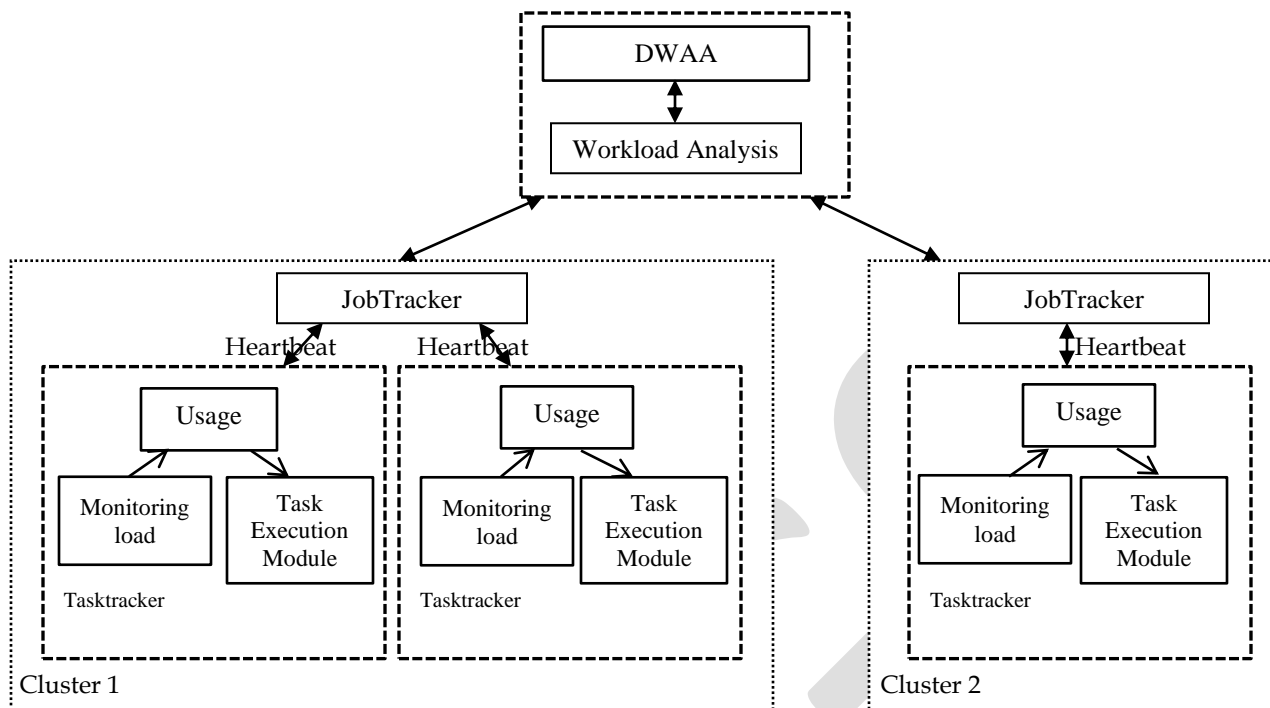 DWAA
Workload Analysis
JobTracker
Heartbeat
Heartbeat
Usage
Monitoring
load
Task
Execution
Module
Tasktracker
Usage
Monitoring
load
Task
Execution
Module
Tasktracker
Cluster 1
JobTracker
Heartbeat
Usage
Monitoring
load
Task
Execution
Module
Tasktracker
Cluster 2